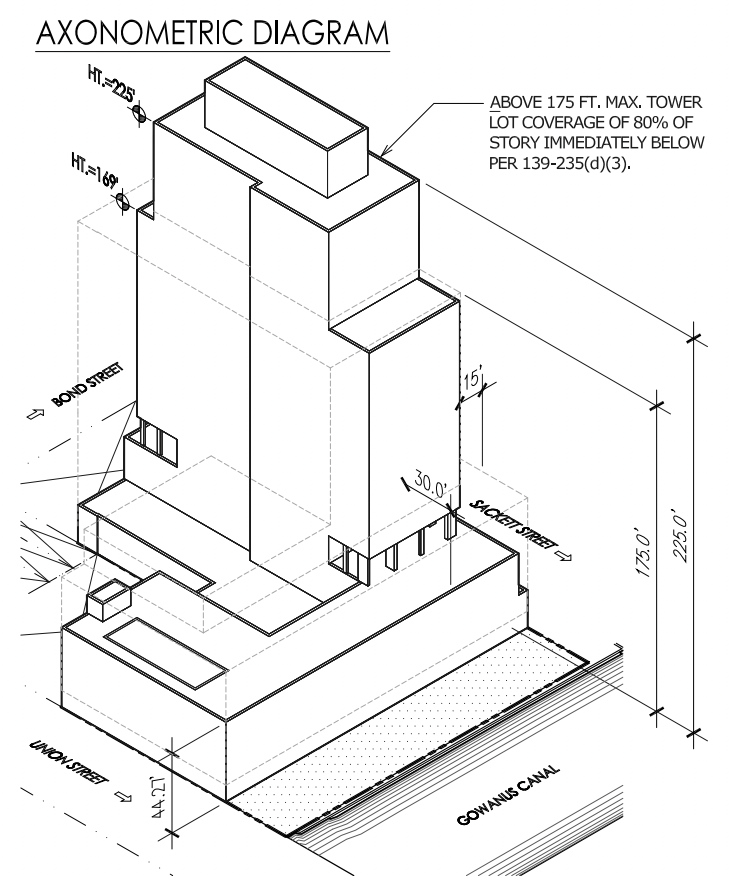 AXONOMETRIC DIAGRAM
HT.=225'
ABOVE 175 FT. MAX. TOWER
LOT COVERAGE OF 80% OF
STORY IMMEDIATELY BELOW
PER 139-235(d)(3).
HT.=169'
BOND STREET
15'
30.0'
SACKETT STREET
175.0'
225.0'
UNION STREET
44.27'
GOWANUS CANAL